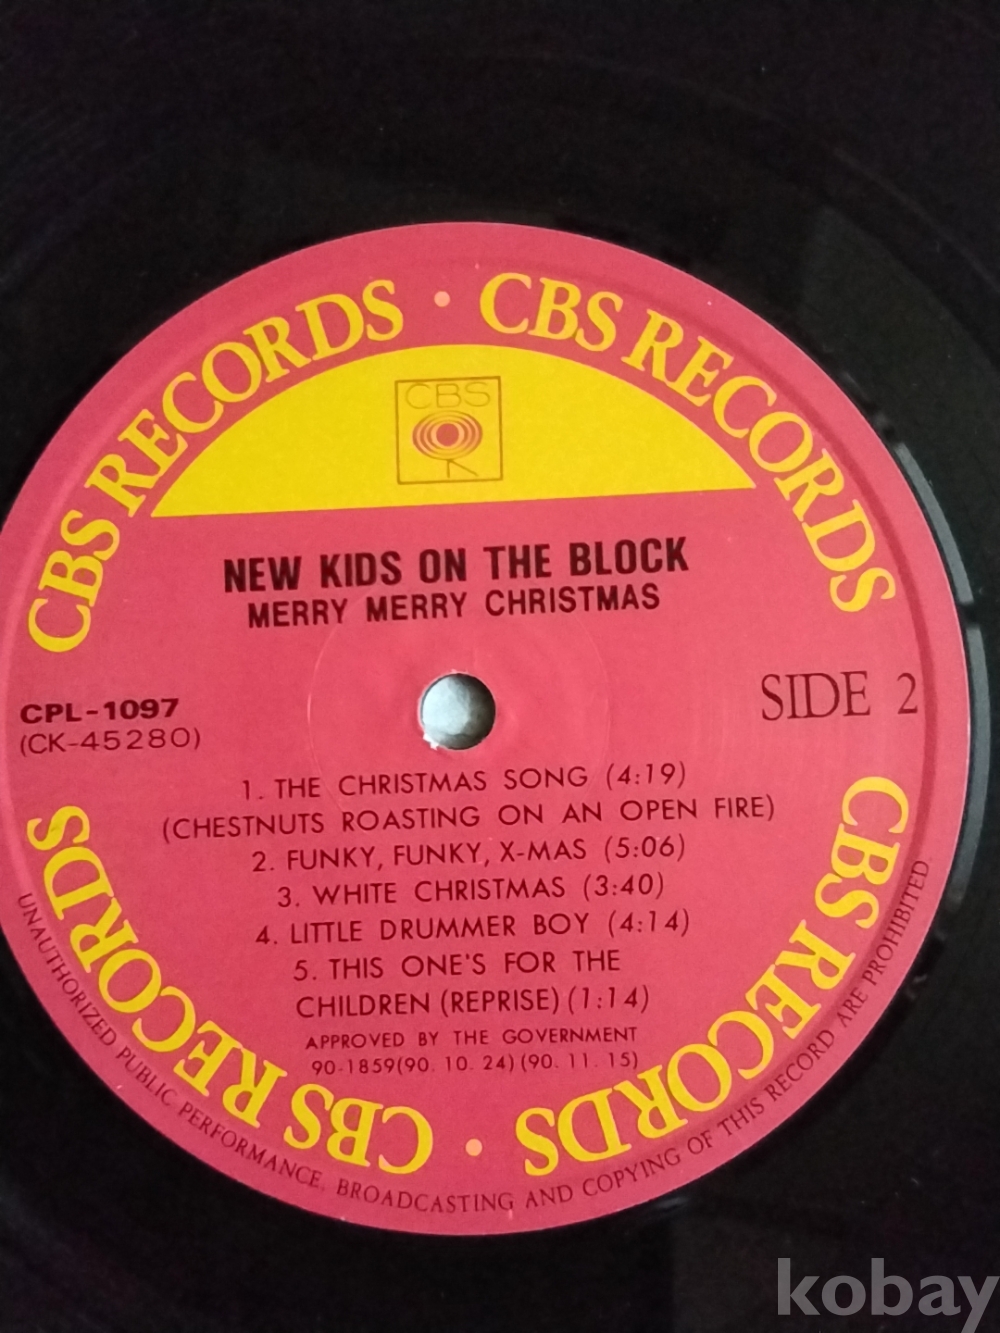 CBS RECORDS · CBS RECORDS
CBS
NEW KIDS ON THE BLOCK
MERRY MERRY CHRISTMAS
CPL-1097
(CK-45280)
SIDE 2
1. THE CHRISTMAS SONG (4:19)
(CHESTNUTS ROASTING ON AN OPEN FIRE)
2. FUNKY, FUNKY, X-MAS (5:06)
3. WHITE CHRISTMAS (3:40)
4. LITTLE DRUMMER BOY (4:14)
5. THIS ONE'S FOR THE
CHILDREN (REPRISE) (1:14)
APPROVED BY THE GOVERNMENT
90-1859(90. 10. 24)(90. 11. 15)
CBS RECORDS · CBS RECORDS
UNAUTHORIZED PUBLIC PERFORMANCE, BROADCASTING AND COPYING OF THIS RECORD ARE PROHIBITED.
kobay